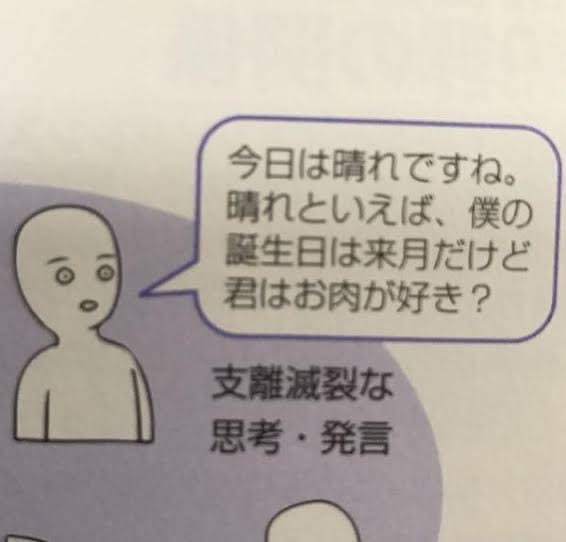 今日は晴れですね。
晴れといえば、僕の
誕生日は来月だけど
君はお肉が好き？
支離滅裂な
思考・発言